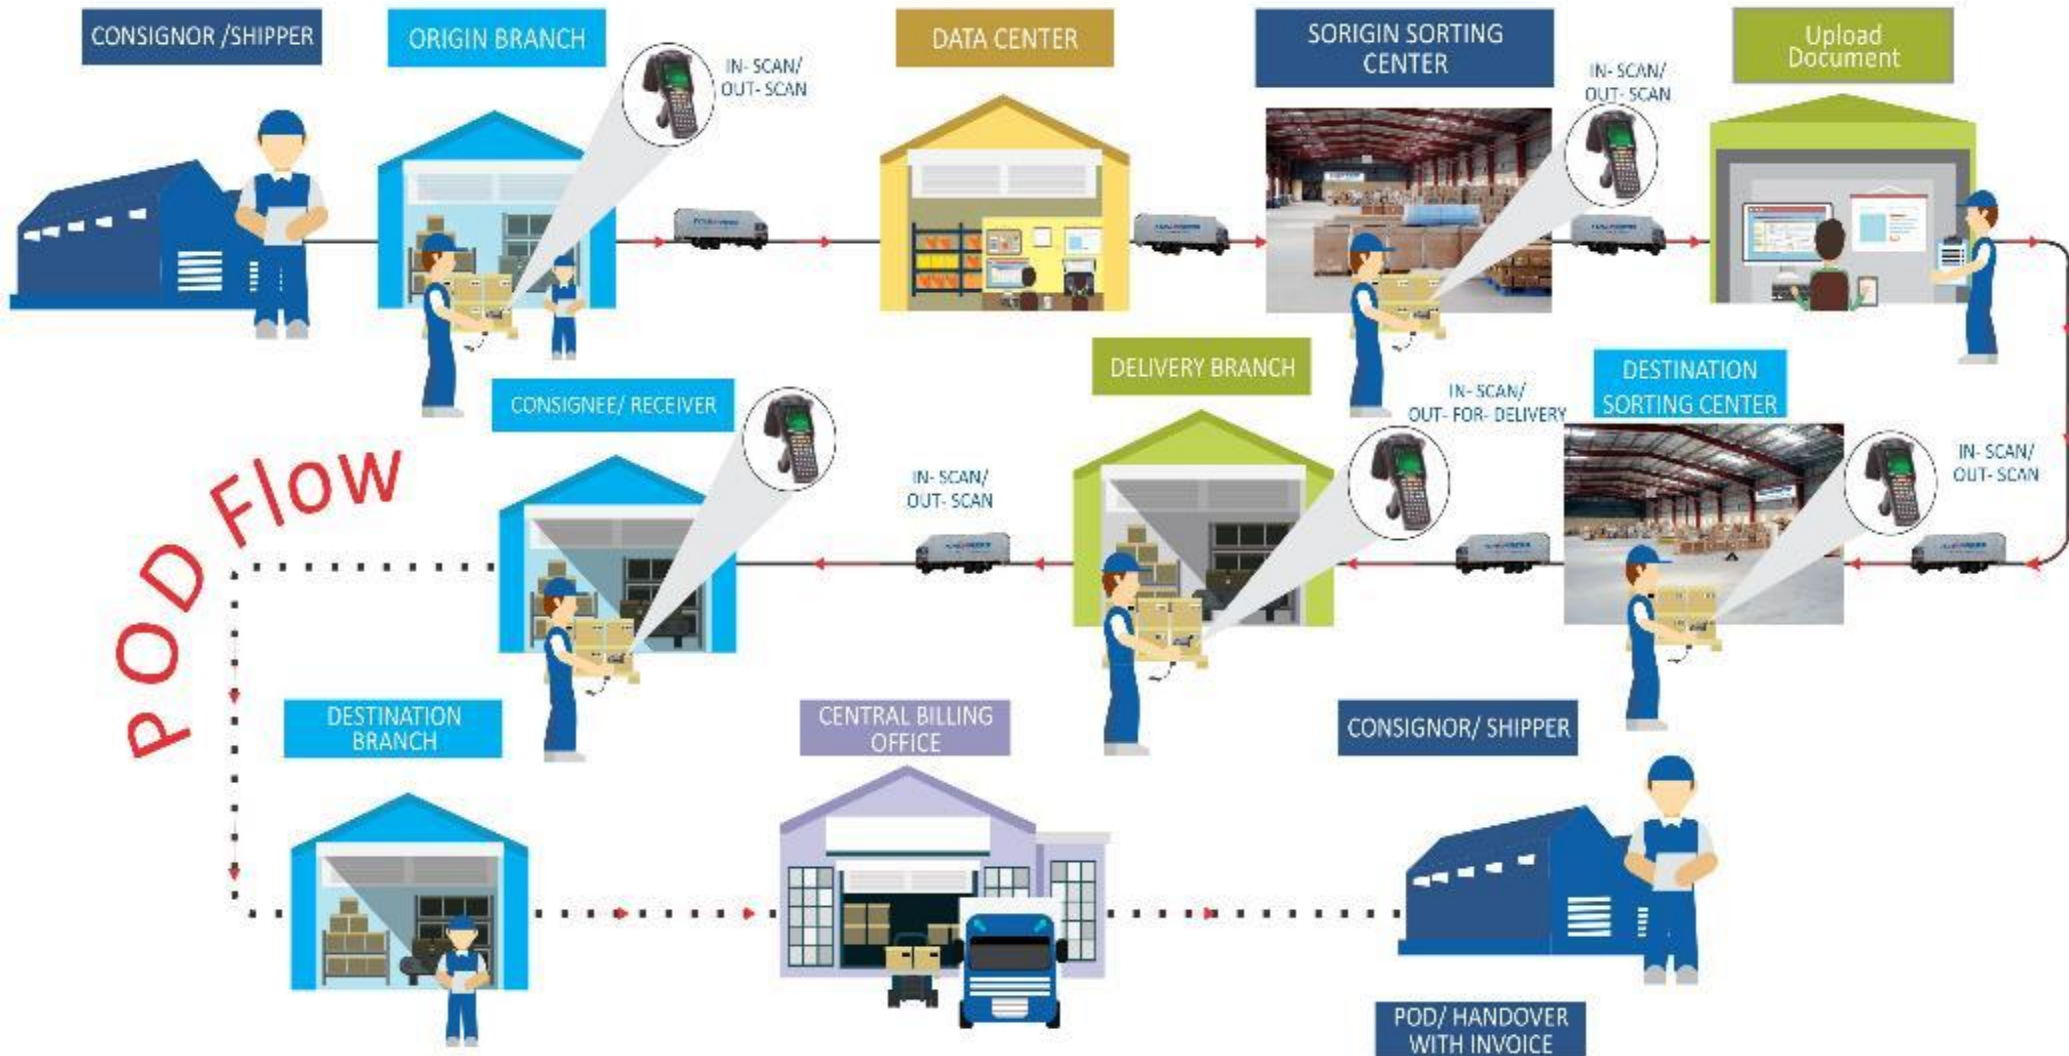 CONSIGNOR /SHIPPER
ORIGIN BRANCH
IN- SCAN/
OUT- SCAN
DATA CENTER
SORIGIN SORTING
CENTER
IN- SCAN/
OUT- SCAN
Upload
Document
CONSIGNEE/ RECEIVER
IN- SCAN/
OUT- SCAN
DELIVERY BRANCH
IN- SCAN/
OUT- FOR- DELIVERY
DESTINATION
SORTING CENTER
IN- SCAN/
OUT- SCAN
POD Flow
DESTINATION
BRANCH
CENTRAL BILLING
OFFICE
CONSIGNOR/ SHIPPER
POD/ HANDOVER
WITH INVOICE